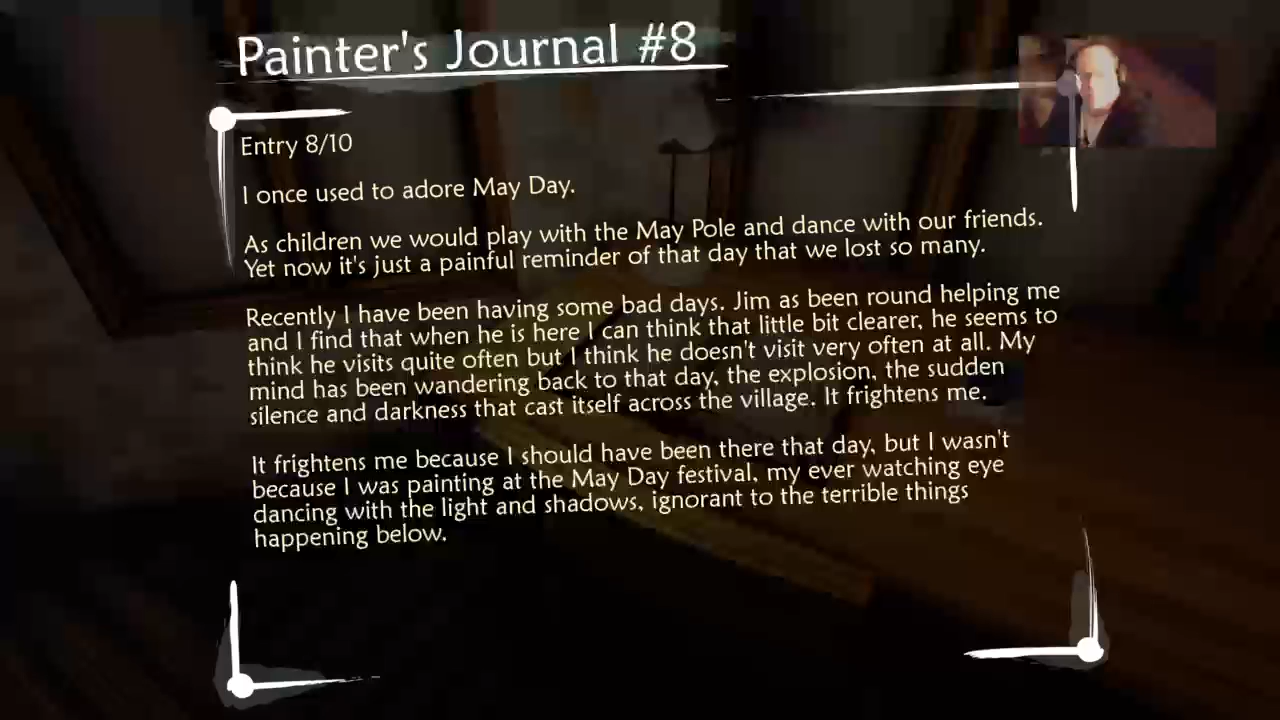 Painter's Journal #8
Entry 8/10
I once used to adore May Day.
As children we would play with the May Pole and dance with our friends.
Yet now it's just a painful reminder of that day that we lost so many.
Recently I have been having some bad days. Jim as been round helping me
and I find that when he is here I can think that little bit clearer, he seems to
think he visits quite often but I think he doesn't visit very often at all. My
mind has been wandering back to that day, the explosion, the sudden
silence and darkness that cast itself across the village. It frightens me.
It frightens me because I should have been there that day, but I wasn't
because I was painting at the May Day festival, my ever watching eye
dancing with the light and shadows, ignorant to the terrible things
happening below.